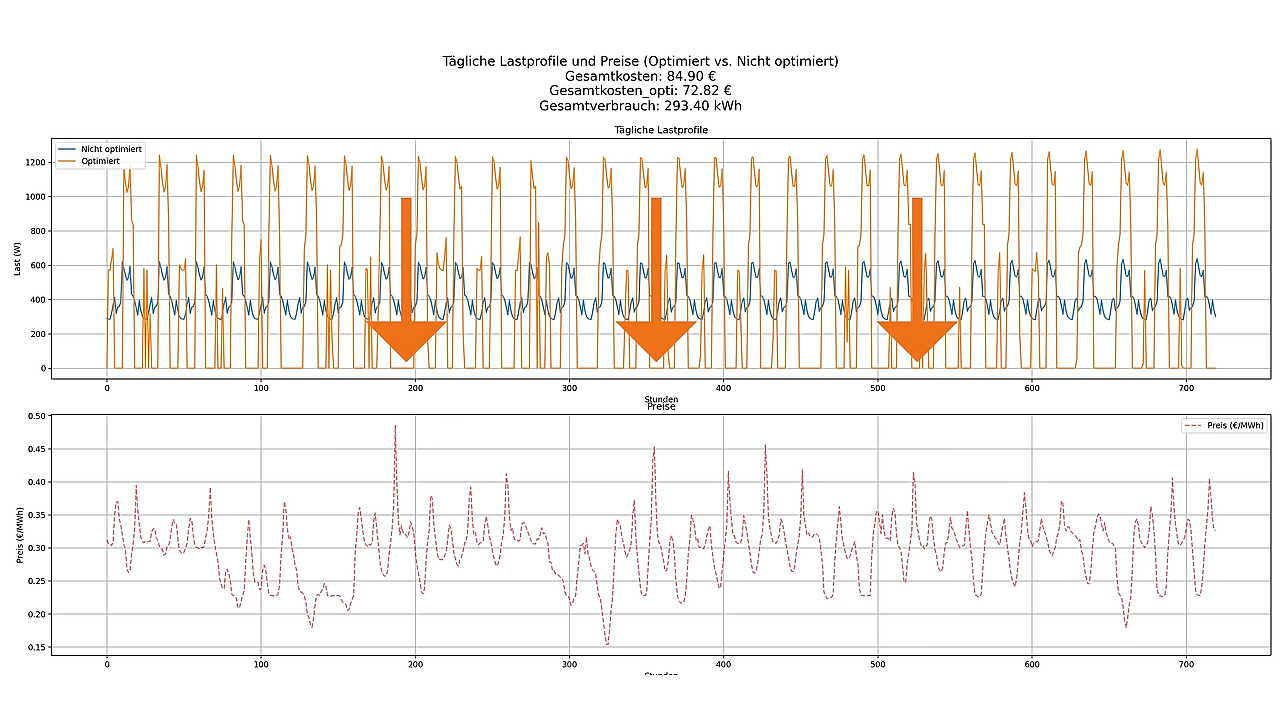 Tägliche Lastprofile und Preise (Optimiert vs. Nicht optimiert)
Gesamtkosten: 84.90 €
Gesamtkosten_opti: 72.82 €
Gesamtverbrauch: 293.40 kWh
Tägliche Lastprofile
Nicht optimiert
Optimiert
Last (W)
1200
1000
800
600
400
200
0
0 100 200 300 400 500 600 700
Stunden
Preise
Preis (€/MWh)
Preis (€/MWh)
0.50
0.45
0.40
0.35
0.30
0.25
0.20
0.15
0 100 200 300 400 500 600 700